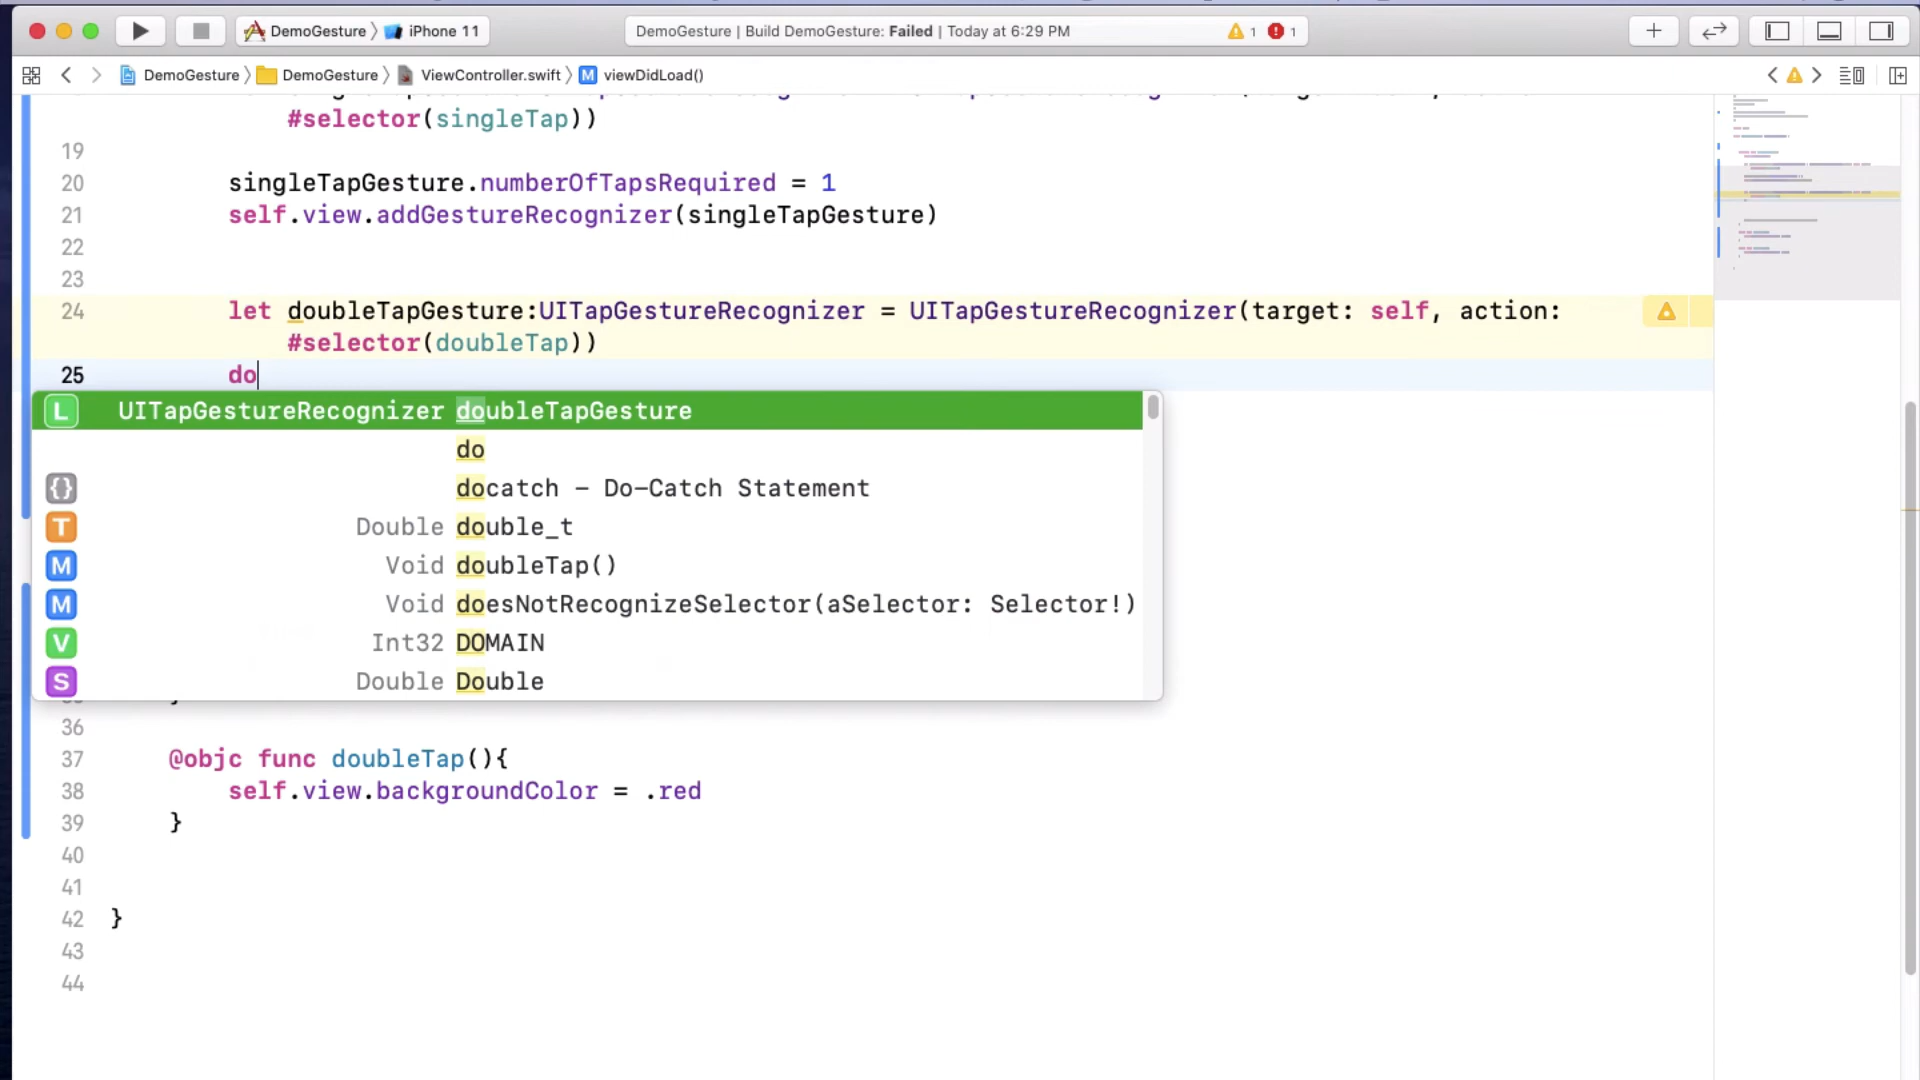 DemoGesture 〉 iPhone 11
DemoGesture | Build DemoGesture: Failed | Today at 6:29 PM
1
1
DemoGesture 〉 DemoGesture 〉 ViewController.swift 〉 M viewDidLoad()
#selector(singleTap))
19
20 singleTapGesture.numberOfTapsRequired = 1
21 self.view.addGestureRecognizer(singleTapGesture)
22
23
24 let doubleTapGesture:UITapGestureRecognizer = UITapGestureRecognizer(target: self, action:
#selector(doubleTap))
25 do
L UITapGestureRecognizer doubleTapGesture
do
{} docatch – Do-Catch Statement
T Double double_t
M Void doubleTap()
M Void doesNotRecognizeSelector(aSelector: Selector!)
V Int32 DOMAIN
S Double Double
36
37 @objc func doubleTap(){
38 self.view.backgroundColor = .red
39 }
40
41
42 }
43
44